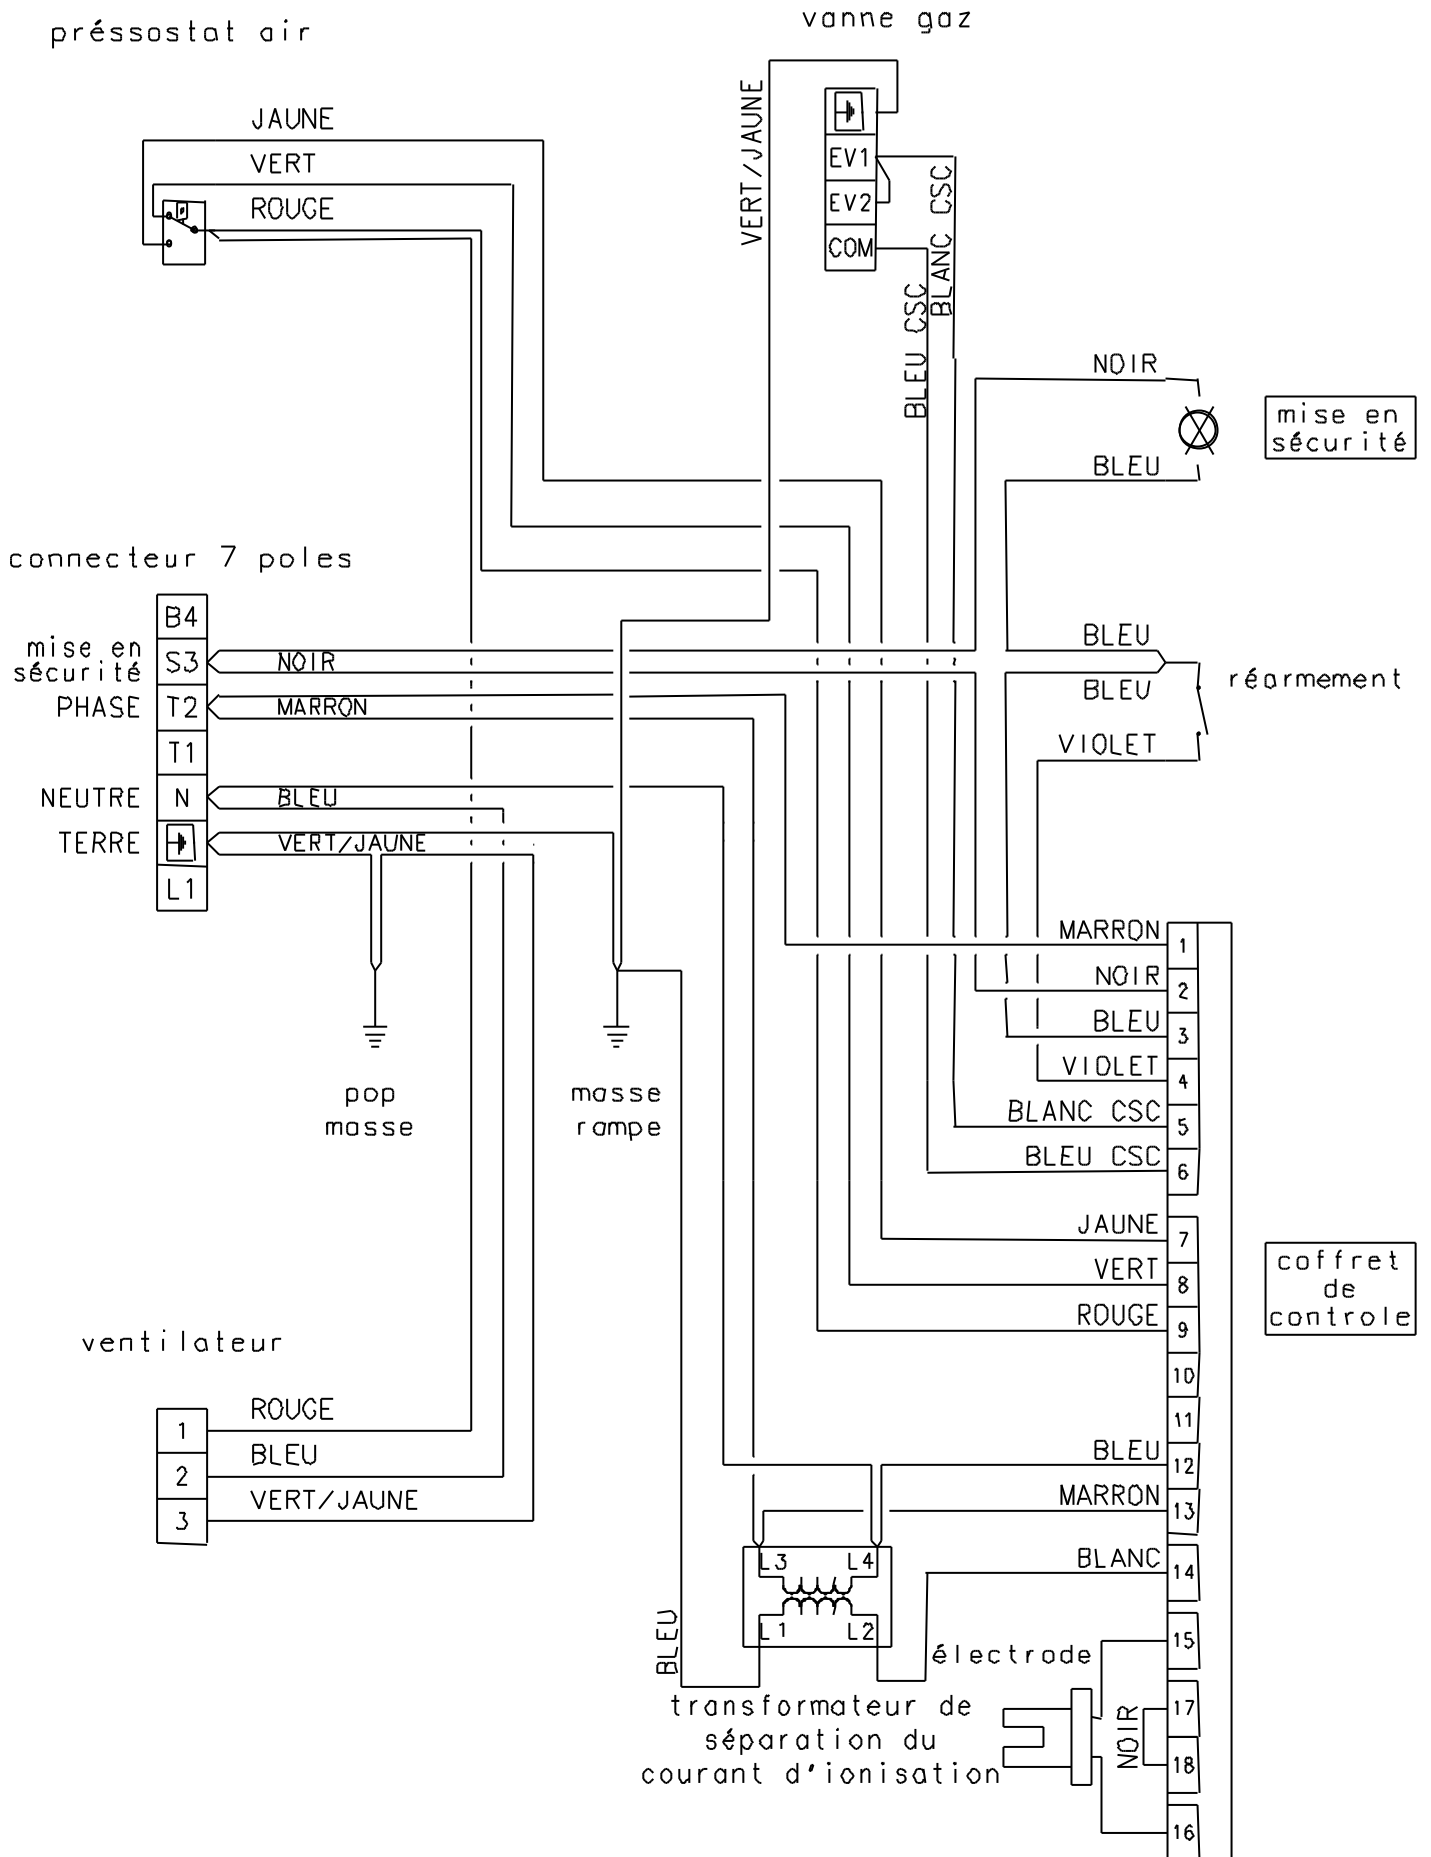 préssostat air
vanne gaz
JAUNE
VERT
ROUGE
VERT/JAUNE
EV1
EV2
COM
BLANC CSC
BLEU CSC
NOIR
mise en
sécurité
BLEU
connecteur 7 poles
B4
mise en
sécurité
S3
NOIR
PHASE
T2
MARRON
T1
NEUTRE
N
BLEU
TERRE
VERT/JAUNE
L1
BLEU
BLEU
réarmement
VIOLET
pop
masse
masse
rampe
MARRON 1
NOIR 2
BLEU 3
VIOLET 4
BLANC CSC 5
BLEU CSC 6
JAUNE 7
VERT 8
ROUGE 9
10
11
BLEU 12
MARRON 13
BLANC 14
15
17
18
16
coffret
de
controle
ventilateur
1 ROUGE
2 BLEU
3 VERT/JAUNE
L3 L4
L1 L2
BLEU
électrode
NOIR
transformateur de
séparation du
courant d'ionisation